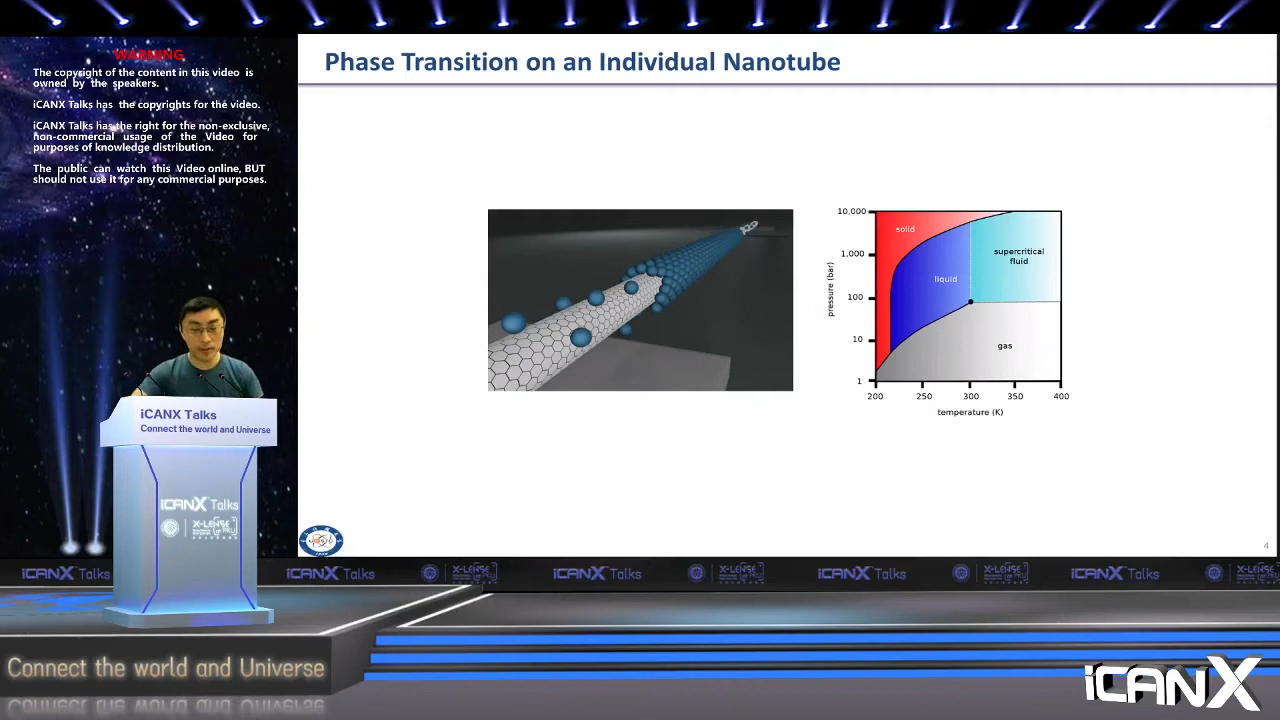 WARNING
The copyright of the content in this video is
owned by the speakers.
iCANX Talks has the copyrights for the video.
iCANX Talks has the right for the non-exclusive,
non-commercial usage of the Video for
purposes of knowledge distribution.
The public can watch this Video online, BUT
should not use it for any commercial purposes.
Phase Transition on an Individual Nanotube
10,000
1,000
100
10
1
pressure (bar)
solid
liquid
supercritical
fluid
gas
200 250 300 350 400
temperature (K)
4
iCANX Talks
Connect the world and Universe
iCANX Talks
X-LENSE
iCANX Talks
iCANX Talks
iCANX Talks
iCANX Talks
iCANX Talks
Connect the world and Universe
iCANX